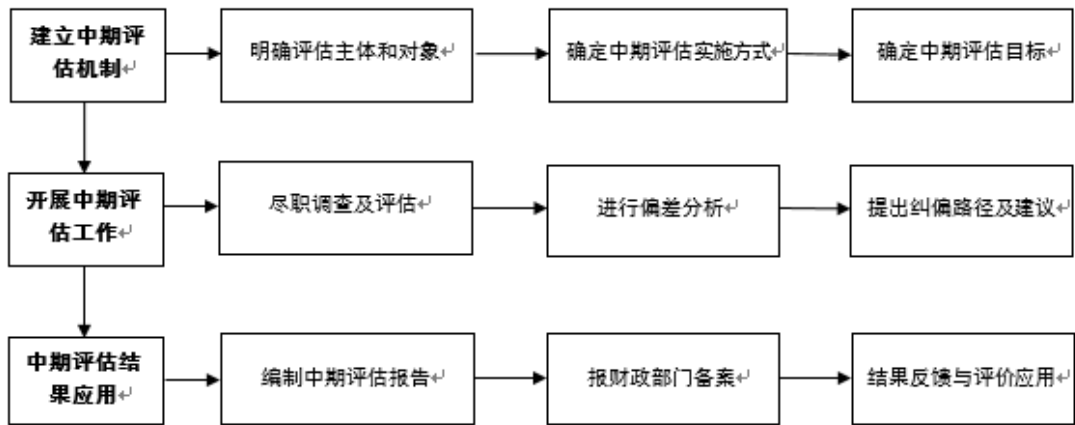 建立中期评
估机制↵
明确评估主体和对象↵
确定中期评估实施方式↵
确定中期评估目标↵
开展中期评
估工作↵
尽职调查及评估↵
进行偏差分析↵
提出纠偏路径及建议↵
中期评估结
果应用↵
编制中期评估报告↵
报财政部门备案↵
结果反馈与评价应用↵